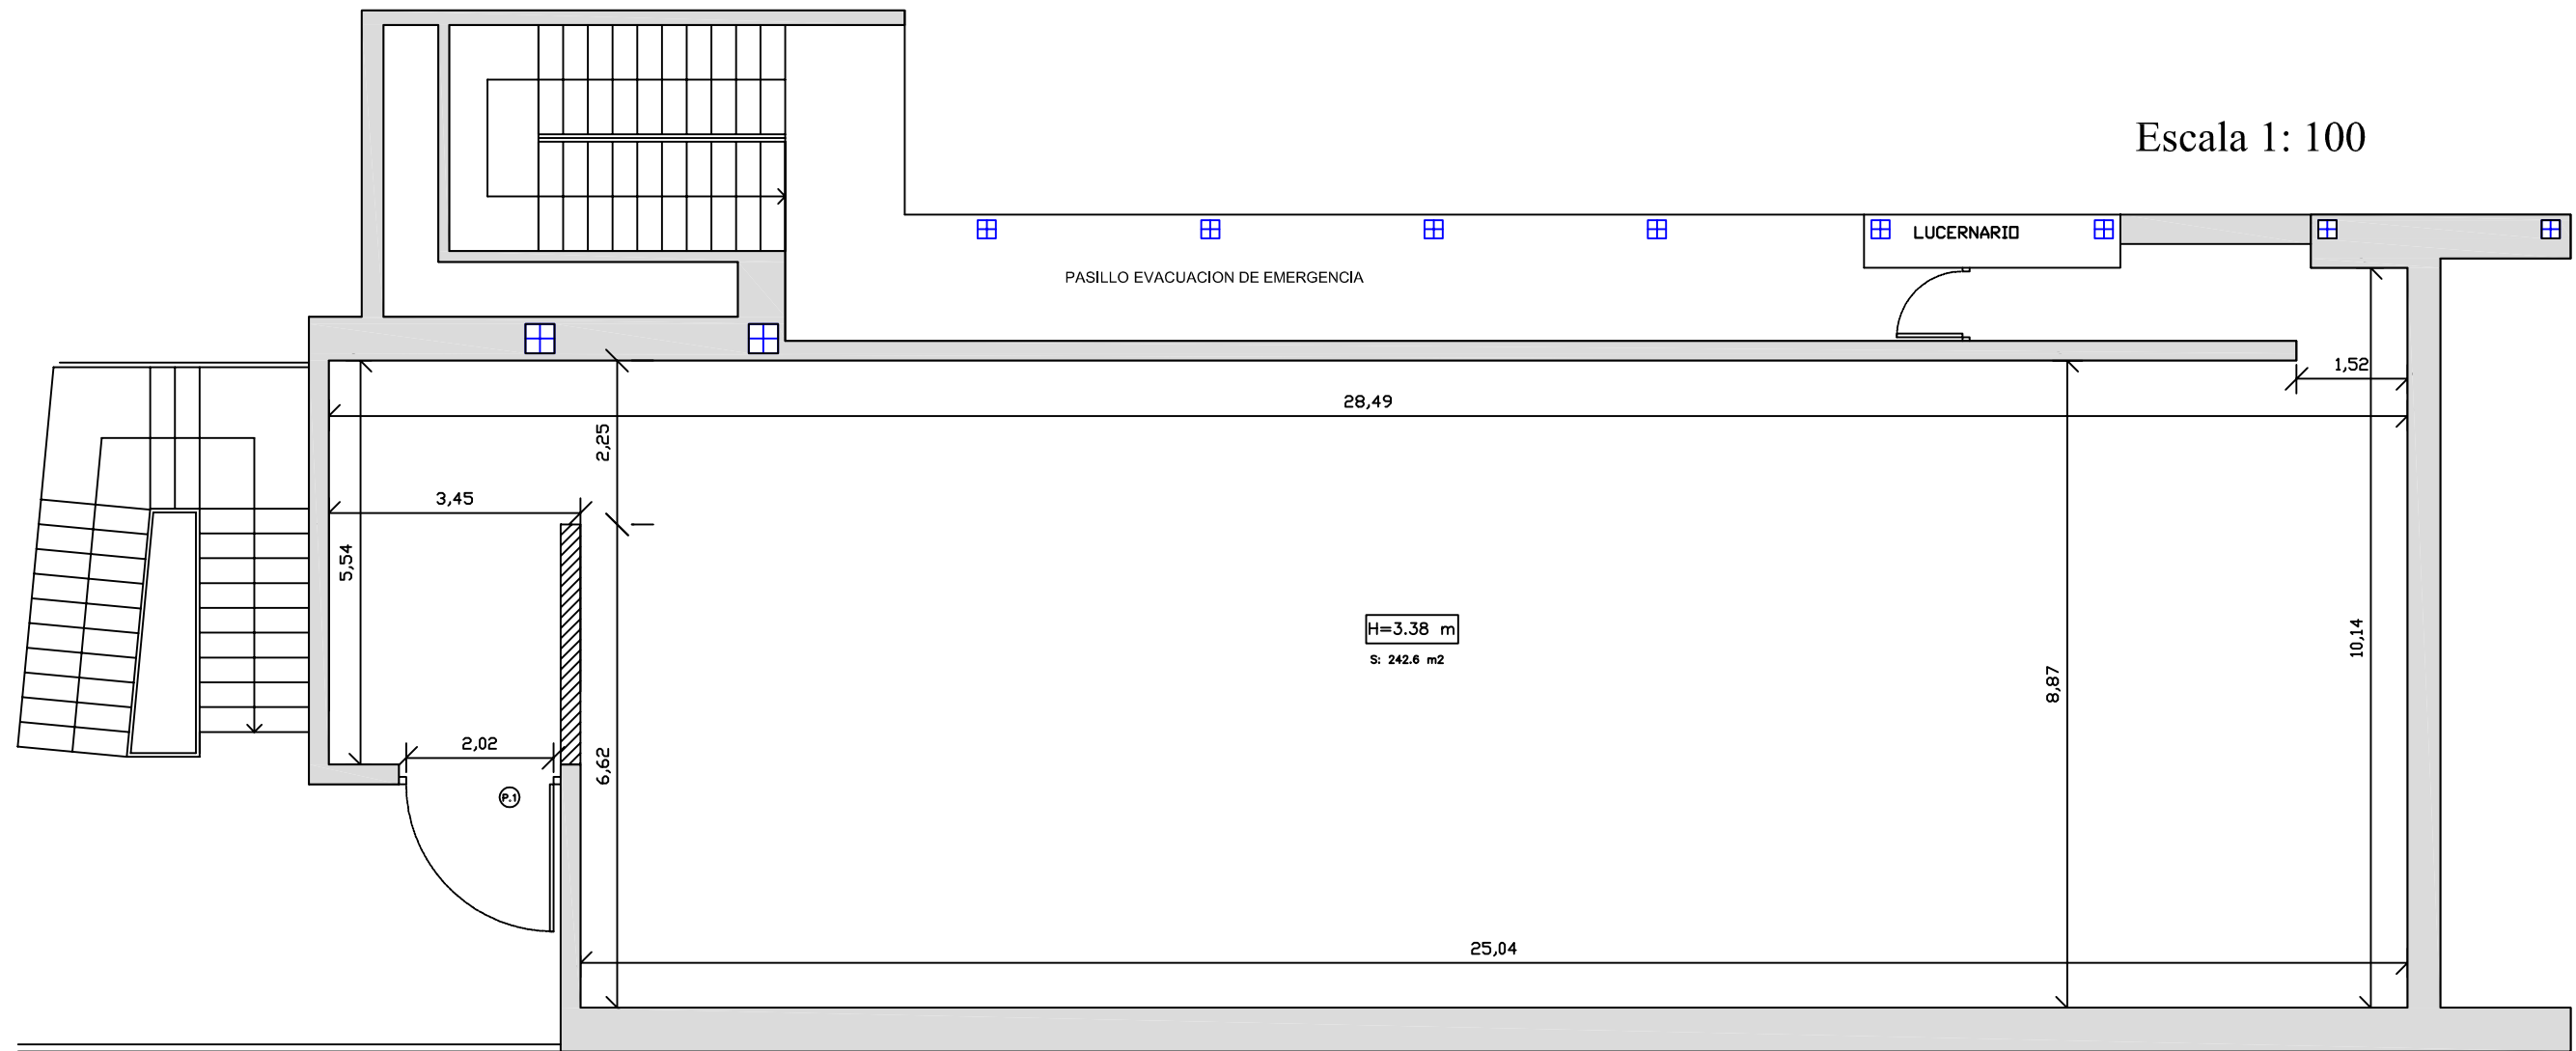 Escala 1: 100
LUCERNARIO
PASILLO EVACUACION DE EMERGENCIA
1,52
28,49
2,25
3,45
5,54
H=3.38 m
S: 242.6 m2
10,14
8,87
2,02
6,62
P.1
25,04